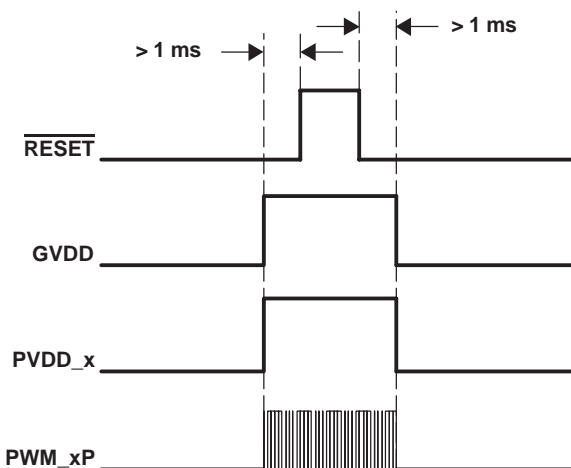 > 1 ms
> 1 ms
RESET
GVDD
PVDD_x
PWM_xP